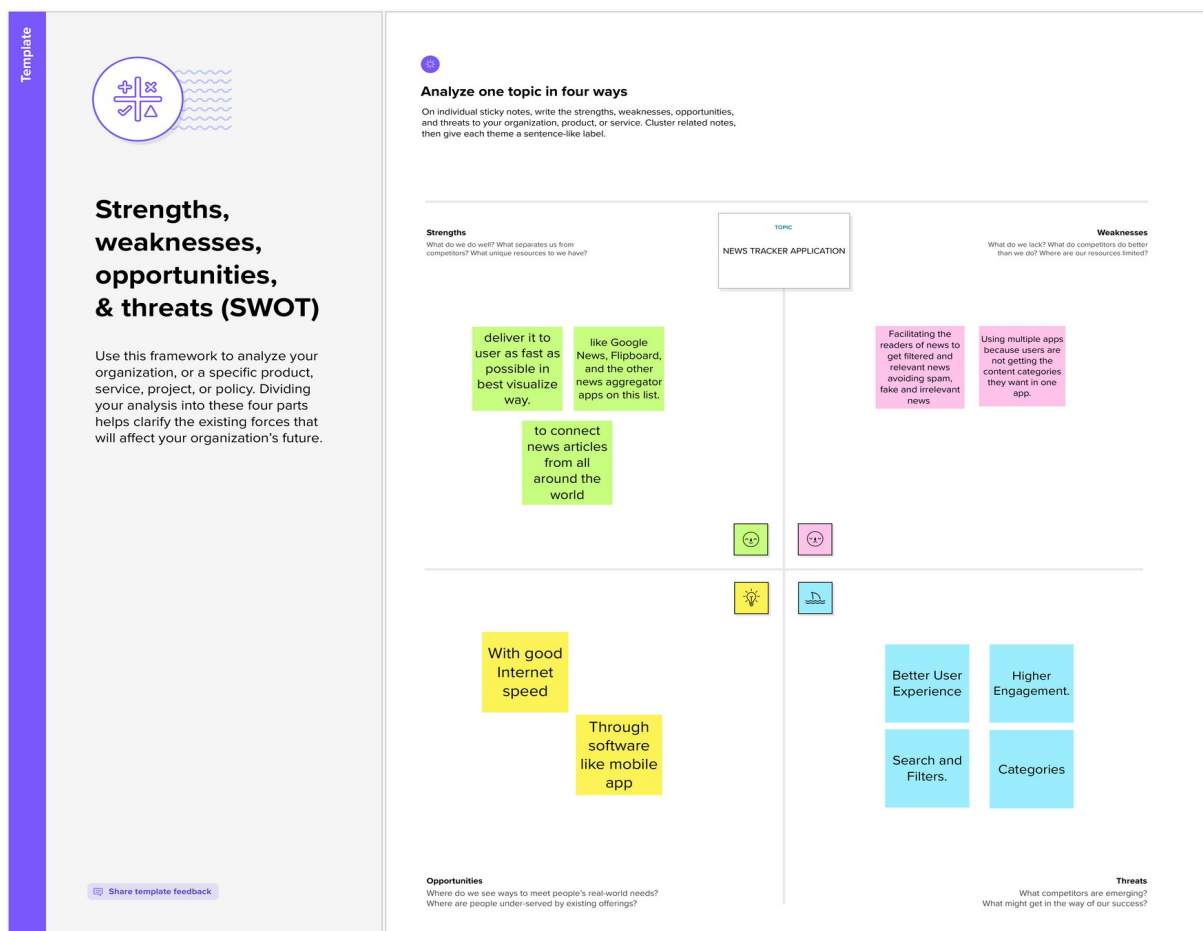 Template
Strengths,
weaknesses,
opportunities,
& threats (SWOT)
Use this framework to analyze your
organization, or a specific product,
service, project, or policy. Dividing
your analysis into these four parts
helps clarify the existing forces that
will affect your organization's future.
Share template feedback
Analyze one topic in four ways
On individual sticky notes, write the strengths, weaknesses, opportunities,
and threats to your organization, product, or service. Cluster related notes,
then give each theme a sentence-like label.
Strengths
What do we do well? What separates us from
competitors? What unique resources to we have?
TOPIC
NEWS TRACKER APPLICATION
Weaknesses
What do we lack? What do competitors do better
than we do? Where are our resources limited?
deliver it to
user as fast as
possible in
best visualize
way.
like Google
News, Flipboard,
and the other
news aggregator
apps on this list.
to connect
news articles
from all
around the
world
Facilitating the
readers of news to
get filtered and
relevant news
avoiding spam,
fake and irrelevant
news
Using multiple apps
because users are
not getting the
content categories
they want in one
app.
With good
Internet
speed
Through
software
like mobile
app
Better User
Experience
Higher
Engagement.
Search and
Filters.
Categories
Opportunities
Where do we see ways to meet people's real-world needs?
Where are people under-served by existing offerings?
Threats
What competitors are emerging?
What might get in the way of our success?